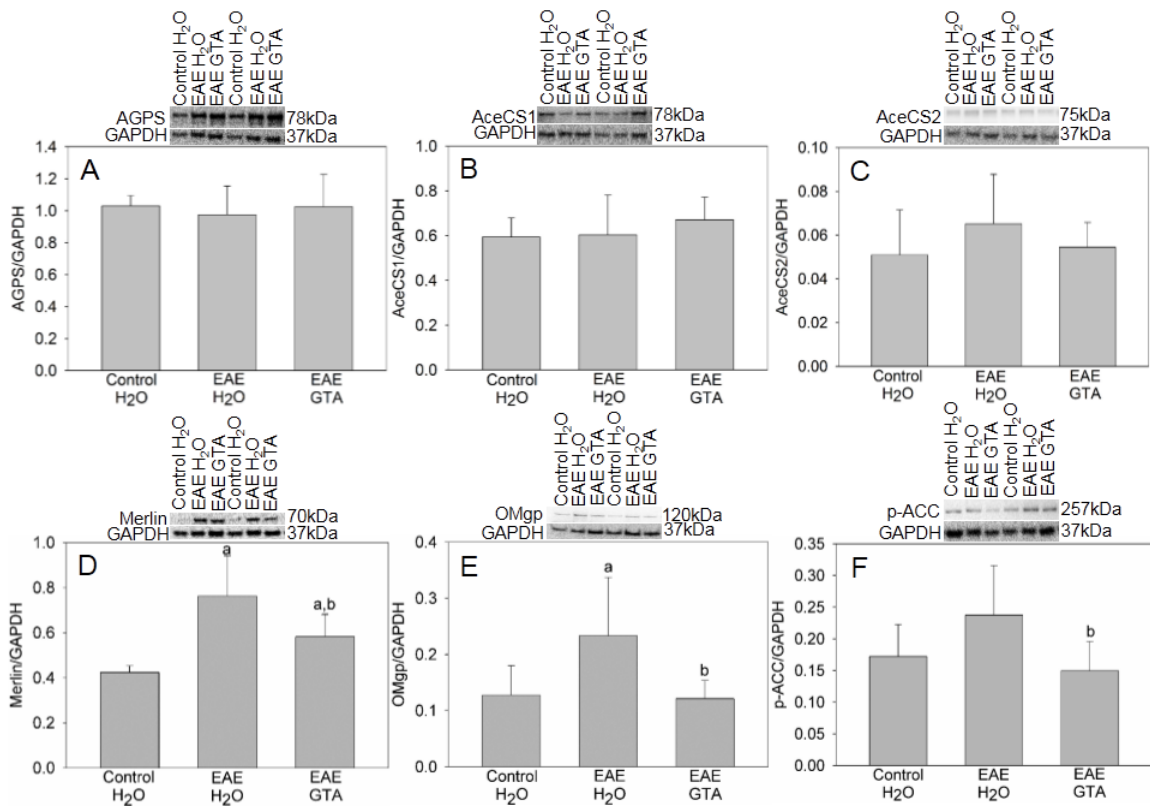 Control H₂O
EAE H₂O
EAE GTA
Control H₂O
EAE H₂O
EAE GTA
AGPS 78kDa
GAPDH 37kDa
A
AGPS/GAPDH
1.4
1.2
1.0
0.8
0.6
0.4
0.2
0.0
Control H₂O
EAE H₂O
EAE GTA
Control H₂O
EAE H₂O
EAE GTA
Control H₂O
EAE H₂O
EAE GTA
AceCS1 78kDa
GAPDH 37kDa
B
AceCS1/GAPDH
1.0
0.8
0.6
0.4
0.2
0.0
Control H₂O
EAE H₂O
EAE GTA
Control H₂O
EAE H₂O
EAE GTA
Control H₂O
EAE H₂O
EAE GTA
AceCS2 75kDa
GAPDH 37kDa
C
AceCS2/GAPDH
0.10
0.08
0.06
0.04
0.02
0.00
Control H₂O
EAE H₂O
EAE GTA
Control H₂O
EAE H₂O
EAE GTA
Control H₂O
EAE H₂O
EAE GTA
Merlin 70kDa
GAPDH 37kDa
D
a
a,b
Merlin/GAPDH
1.0
0.8
0.6
0.4
0.2
0.0
Control H₂O
EAE H₂O
EAE GTA
Control H₂O
EAE H₂O
EAE GTA
Control H₂O
EAE H₂O
EAE GTA
OMgp 120kDa
GAPDH 37kDa
E
a
b
OMgp/GAPDH
0.4
0.3
0.2
0.1
0.0
Control H₂O
EAE H₂O
EAE GTA
Control H₂O
EAE H₂O
EAE GTA
Control H₂O
EAE H₂O
EAE GTA
p-ACC 257kDa
GAPDH 37kDa
F
b
p-ACC/GAPDH
0.35
0.30
0.25
0.20
0.15
0.10
0.05
0.00
Control H₂O
EAE H₂O
EAE GTA